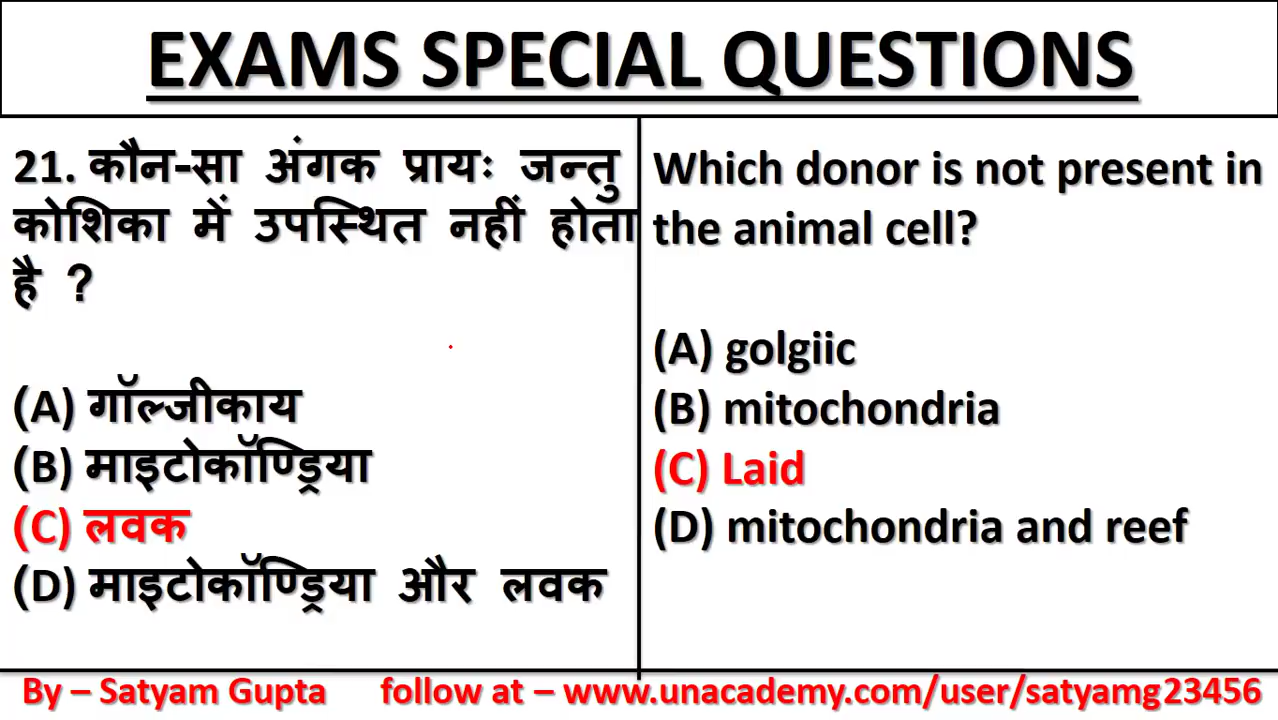 EXAMS SPECIAL QUESTIONS
21. कौन-सा अंगक प्रायः जन्तु
कोशिका में उपस्थित नहीं होता
है ?
(A) गॉल्जीकाय
(B) माइटोकॉण्ड्रिया
(C) लवक
(D) माइटोकॉण्ड्रिया और लवक
Which donor is not present in
the animal cell?
(A) golgiic
(B) mitochondria
(C) Laid
(D) mitochondria and reef
By – Satyam Gupta follow at – www.unacademy.com/user/satyamg23456